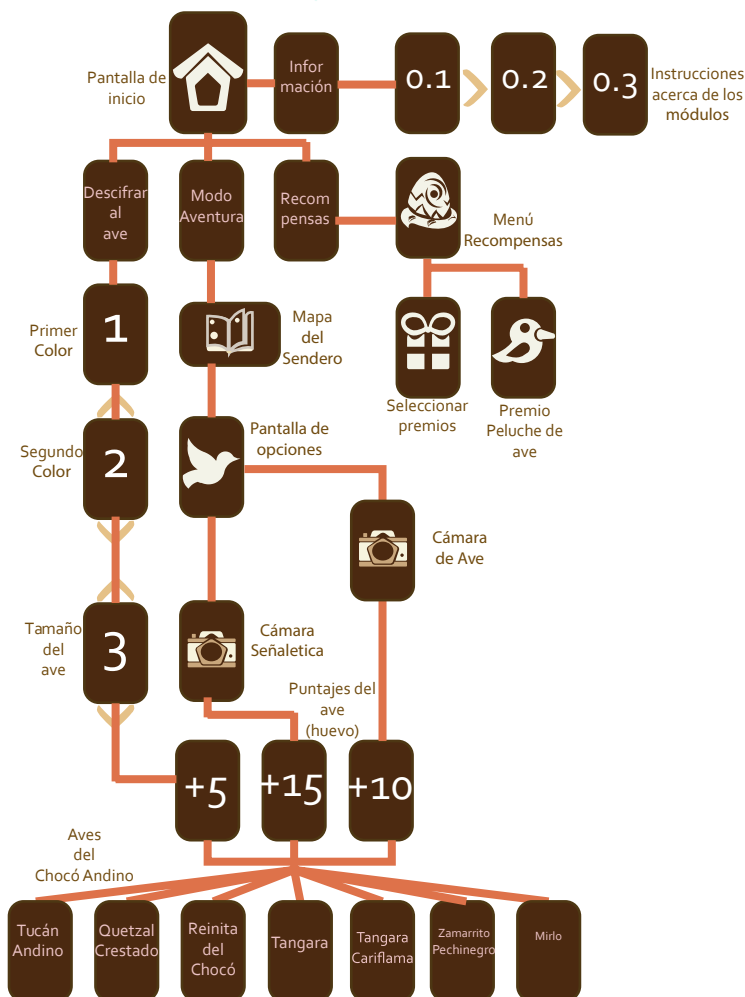 Pantalla de
inicio
Infor
mación
0.1
0.2
0.3
Instrucciones
acerca de los
módulos
Descifrar
al
ave
Modo
Aventura
Recom
pensas
Menú
Recompensas
Primer
Color
1
Mapa
del
Sendero
Seleccionar
premios
Premio
Peluche de
ave
Segundo
Color
2
Pantalla de
opciones
Cámara
de Ave
Tamaño
del
ave
3
Cámara
Señaletica
Puntajes del
ave
(huevo)
+5
+15
+10
Aves
del
Chocó Andino
Tucán
Andino
Quetzal
Crestado
Reinita
del
Chocó
Tangara
Tangara
Cariflama
Zamarrito
Pechinegro
Mirlo